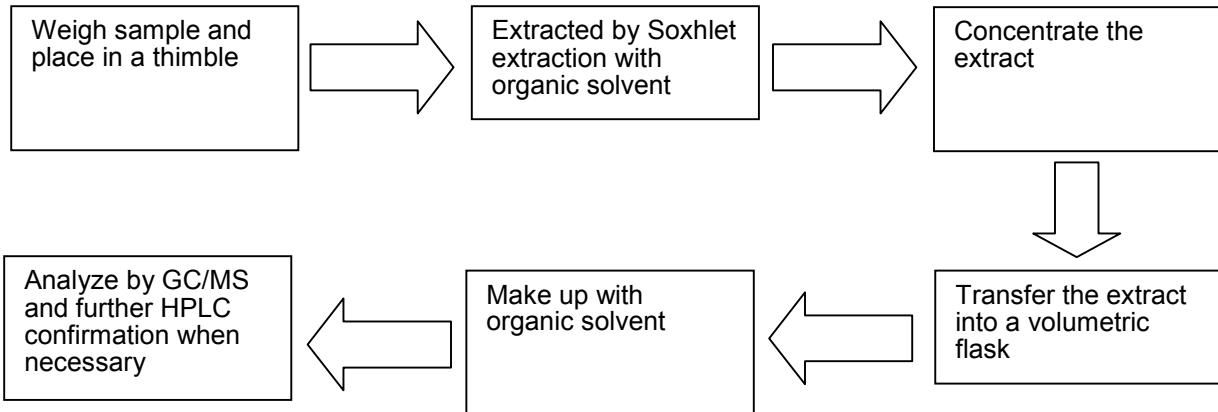 Weigh sample and
place in a thimble
Extracted by Soxhlet
extraction with
organic solvent
Concentrate the
extract
Transfer the extract
into a volumetric
flask
Make up with
organic solvent
Analyze by GC/MS
and further HPLC
confirmation when
necessary